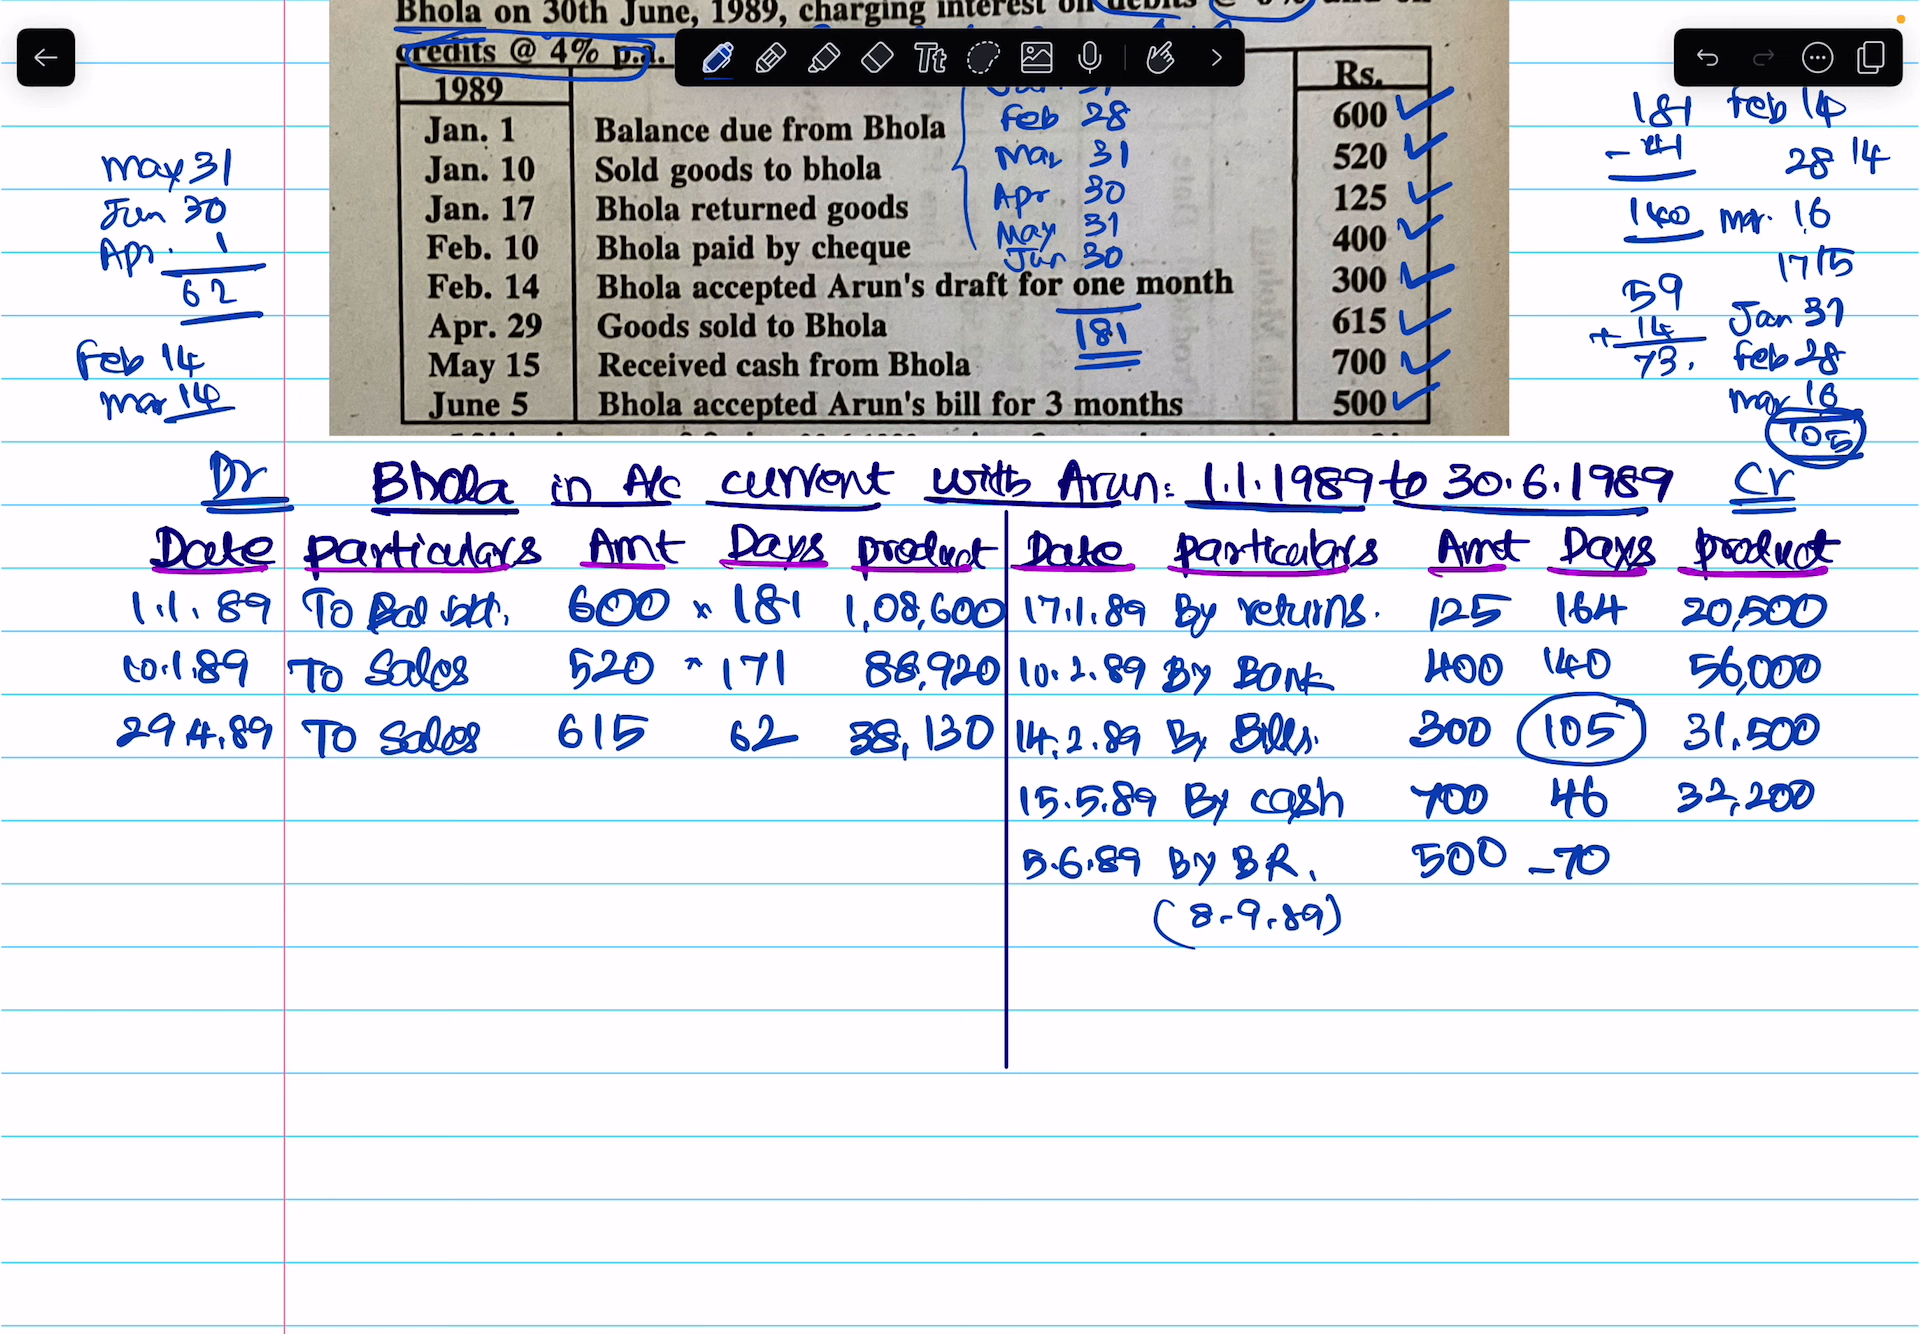 Bhola on 30th June, 1989, charging interest on debits @ 6%
credits @ 4% p.a.
1989 Rs.
Jan. 1 Balance due from Bhola 600
Jan. 10 Sold goods to bhola 520
Jan. 17 Bhola returned goods 125
Feb. 10 Bhola paid by cheque 400
Feb. 14 Bhola accepted Arun's draft for one month 300
Apr. 29 Goods sold to Bhola 615
May 15 Received cash from Bhola 700
June 5 Bhola accepted Arun's bill for 3 months 500
Tt
Feb 28
Mar 31
Apr 30
May 31
Jun 30
181
May 31
Jun 30
Apr. 1
62
Feb 14
Mar 14
181
- 41
140
59
+ 14
73.
Feb 14
28 14
Mar. 16
17/5
Jan 31
Feb 28
Mar 16
105
Dr Bhola in A/c current with Arun: 1.1.1989 to 30.6.1989 Cr
Date Particulars Amt Days Product Date Particulars Amt Days Product
1.1.89 To Bal b/d. 600 × 181 1,08,600 17.1.89 By returns. 125 164 20,500
10.1.89 To Sales 520 × 171 88,920 10.2.89 By Bank 400 140 56,000
29.4.89 To Sales 615 62 38,130 14.2.89 By Bills. 300 105 31,500
15.5.89 By cash 700 46 32,200
5.6.89 By BR. 500 -70
(8.9.89)